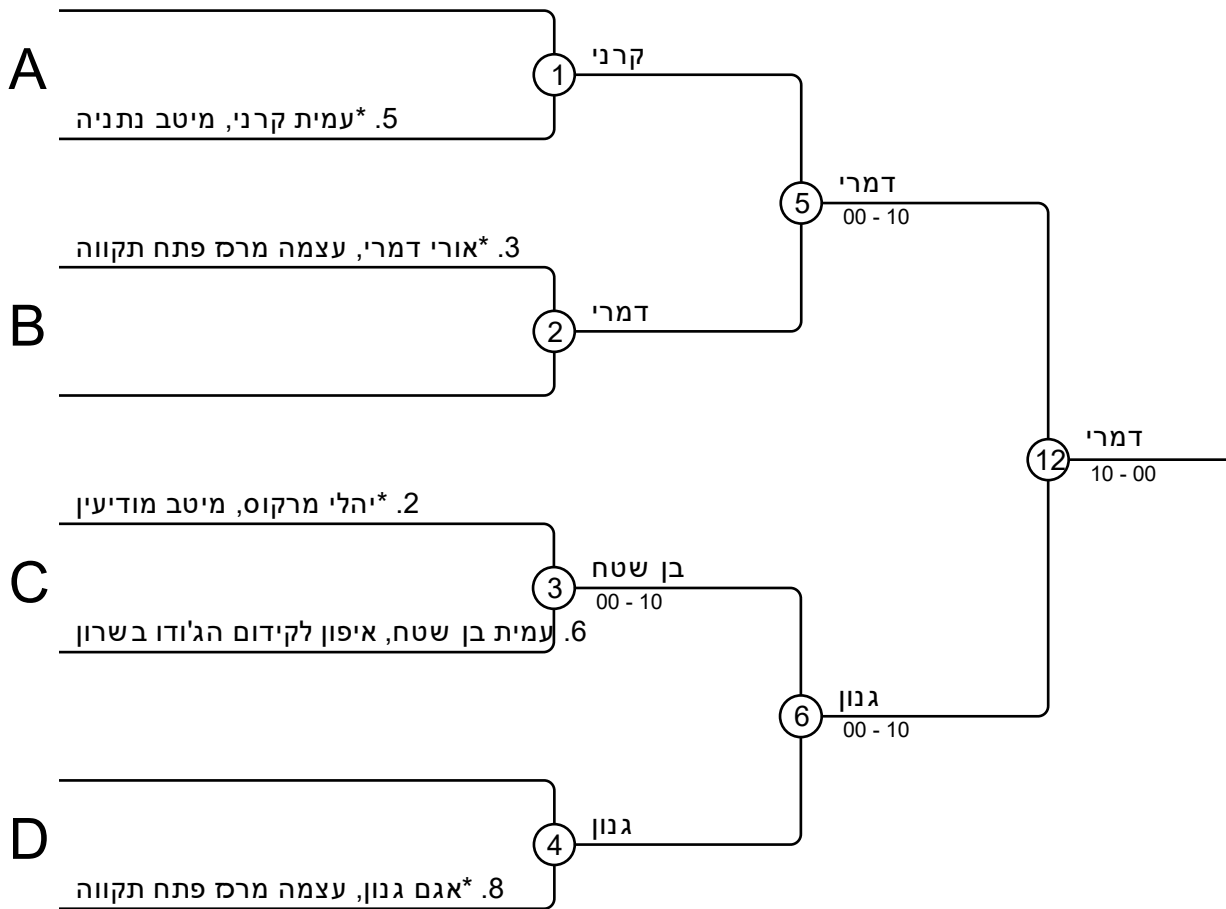 A
1
קרני
5. *עמית קרני, מיטב נתניה
5
דמרי
00 - 10
3. *אורי דמרי, עצמה מרכז פתח תקווה
B
2
דמרי
12
דמרי
10 - 00
2. *יהלי מרקוס, מיטב מודיעין
C
3
בן שטח
00 - 10
6. עמית בן שטח, איפון לקידום הג'ודו בשרון
6
גנון
00 - 10
D
4
גנון
8. *אגם גנון, עצמה מרכז פתח תקווה